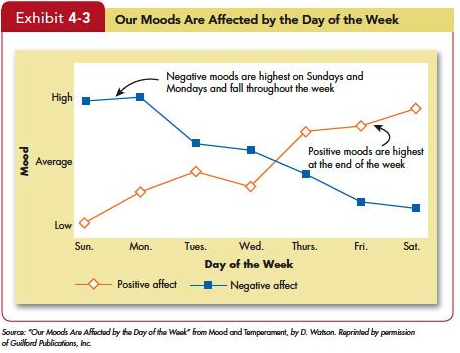 Exhibit 4-3 Our Moods Are Affected by the Day of the Week
Negative moods are highest on Sundays and
Mondays and fall throughout the week
High
Positive moods are highest
at the end of the week
Mood
Average
Low
Sun. Mon. Tues. Wed. Thurs. Fri. Sat.
Day of the Week
Positive affect Negative affect
Source: "Our Moods Are Affected by the Day of the Week" from Mood and Temperament, by D. Watson. Reprinted by permission
of Guilford Publications, Inc.